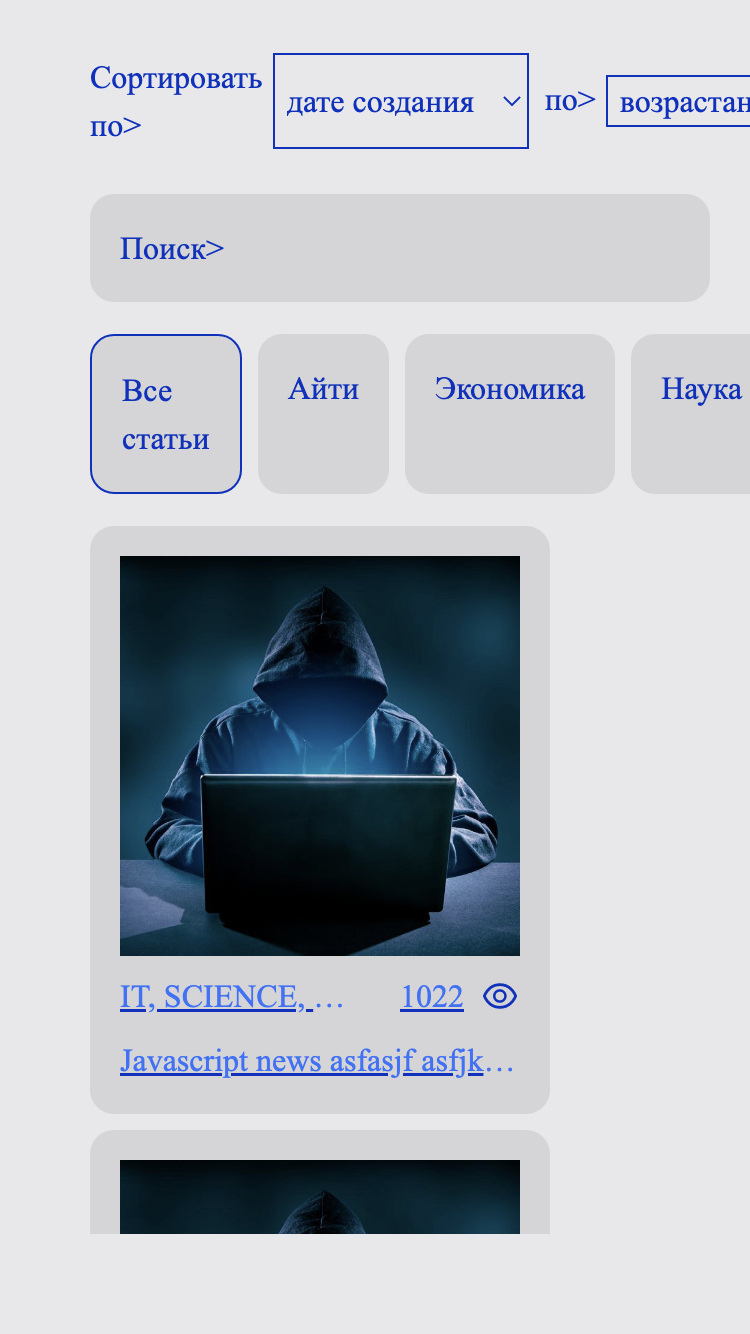 Сортировать
по>
дате создания
по>
возрастан
Поиск>
Все
статьи
Айти
Экономика
Наука
IT, SCIENCE, … 1022
Javascript news asfasjf asfjk…